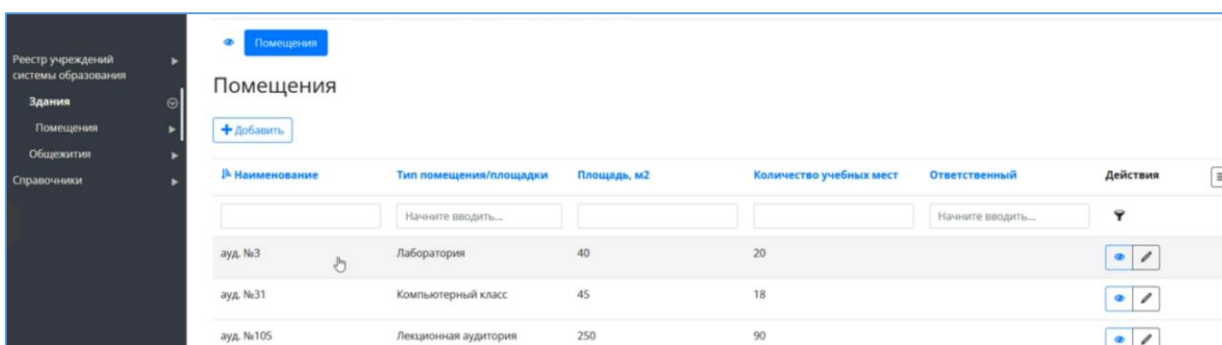 Помещения
Реестр учреждений
системы образования
Здания
Помещения
Общежития
Справочники
Помещения
Добавить
Наименование Тип помещения/площадки Площадь, м2 Количество учебных мест Ответственный Действия
Начните вводить... Начните вводить...
ауд. №3 Лаборатория 40 20
ауд. №31 Компьютерный класс 45 18
ауд. №105 Лекционная аудитория 250 90